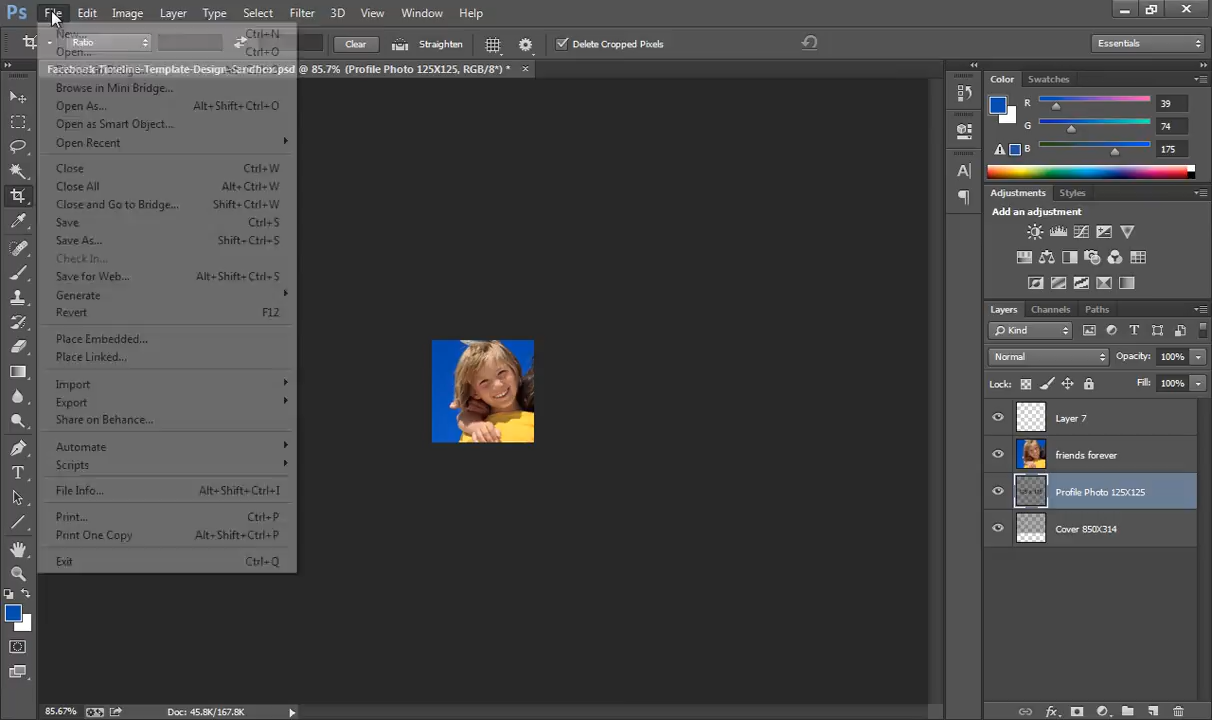 Ps File Edit Image Layer Type Select Filter 3D View Window Help
Ratio Clear Straighten Delete Cropped Pixels Essentials
Facebook-Timeline-Template-Design- .psd @ 85.7% (Profile Photo 125X125, RGB/8*) *
New... Ctrl+N
Open... Ctrl+O
Browse in Mini Bridge...
Open As... Alt+Shift+Ctrl+O
Open as Smart Object...
Open Recent
Close Ctrl+W
Close All Alt+Ctrl+W
Close and Go to Bridge... Shift+Ctrl+W
Save Ctrl+S
Save As... Shift+Ctrl+S
Check In...
Save for Web... Alt+Shift+Ctrl+S
Generate
Revert F12
Place Embedded...
Place Linked...
Import
Export
Share on Behance...
Automate
Scripts
File Info... Alt+Shift+Ctrl+I
Print... Ctrl+P
Print One Copy Alt+Shift+Ctrl+P
Exit Ctrl+Q
Color Swatches
R 39
G 74
B 175
Adjustments Styles
Add an adjustment
Layers Channels Paths
Kind
Normal Opacity: 100%
Lock: Fill: 100%
Layer 7
friends forever
Profile Photo 125X125
Cover 850X314
85.67% Doc: 45.8K/167.8K